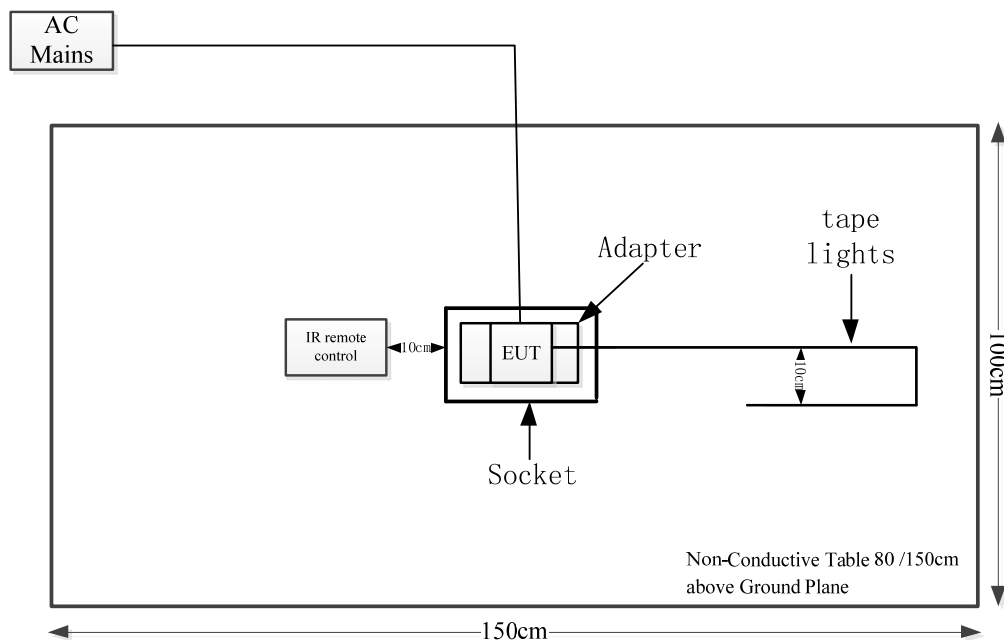 AC
Mains
tape
lights
Adapter
IR remote
control
10cm
EUT
10cm
100cm
Socket
Non-Conductive Table 80 /150cm
above Ground Plane
150cm